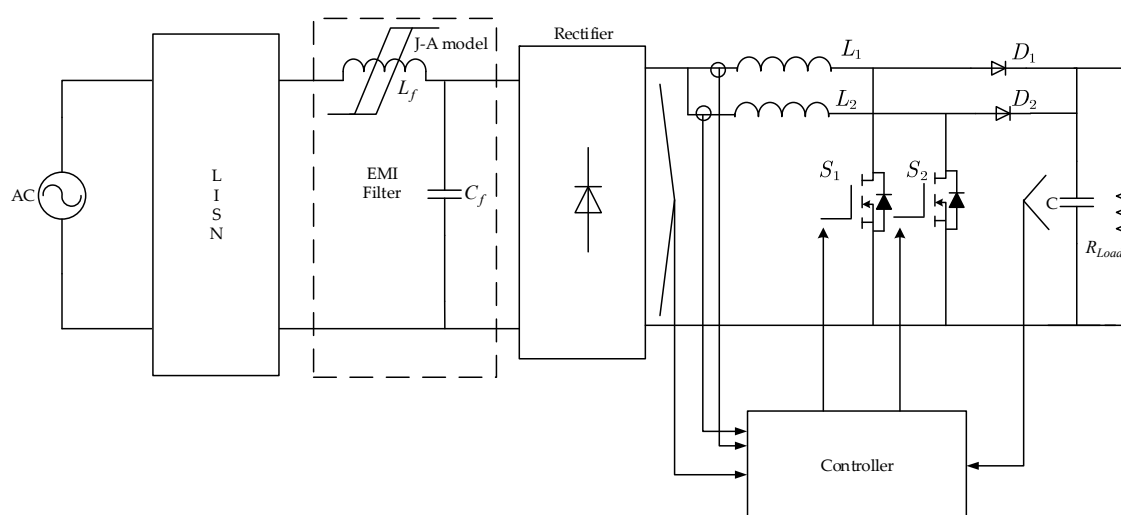 Rectifier
J-A model
L_f
AC
L
I
S
N
EMI
Filter
C_f
L_1
L_2
D_1
D_2
S_1
S_2
C
R_Load
Controller